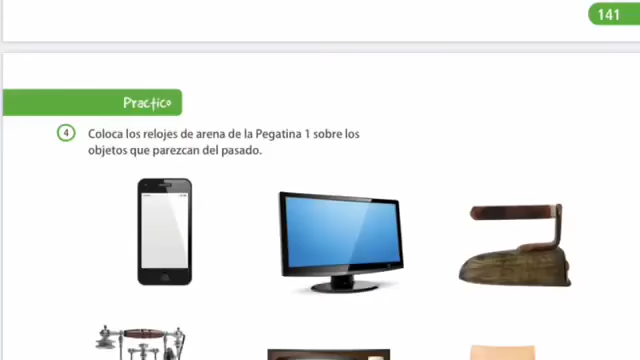 141
Practico
4 Coloca los relojes de arena de la Pegatina 1 sobre los
objetos que parezcan del pasado.